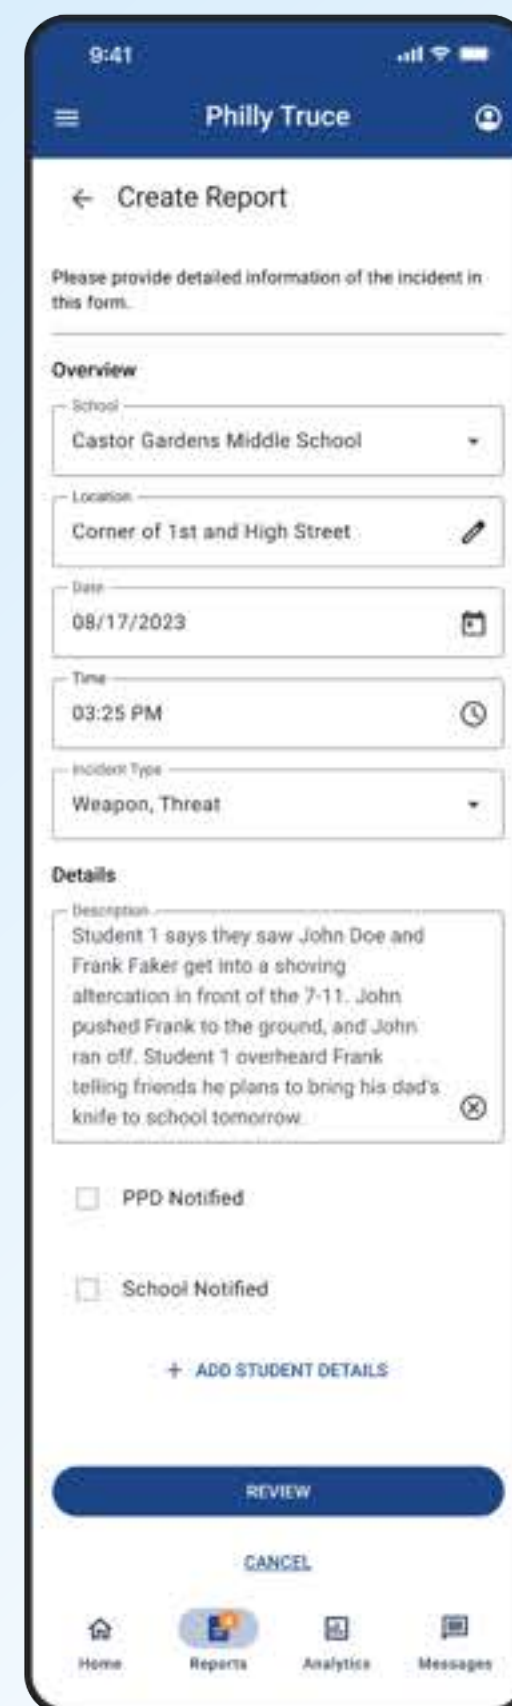 9:41
Philly Truce
Create Report
Please provide detailed information of the incident in
this form.
Overview
School
Castor Gardens Middle School
Location
Corner of 1st and High Street
Date
08/17/2023
Time
03:25 PM
Incident Type
Weapon, Threat
Details
Description
Student 1 says they saw John Doe and
Frank Faker get into a shoving
altercation in front of the 7-11. John
pushed Frank to the ground, and John
ran off. Student 1 overheard Frank
telling friends he plans to bring his dad's
knife to school tomorrow.
PPD Notified
School Notified
+ ADD STUDENT DETAILS
REVIEW
CANCEL
Home Reports Analytics Messages